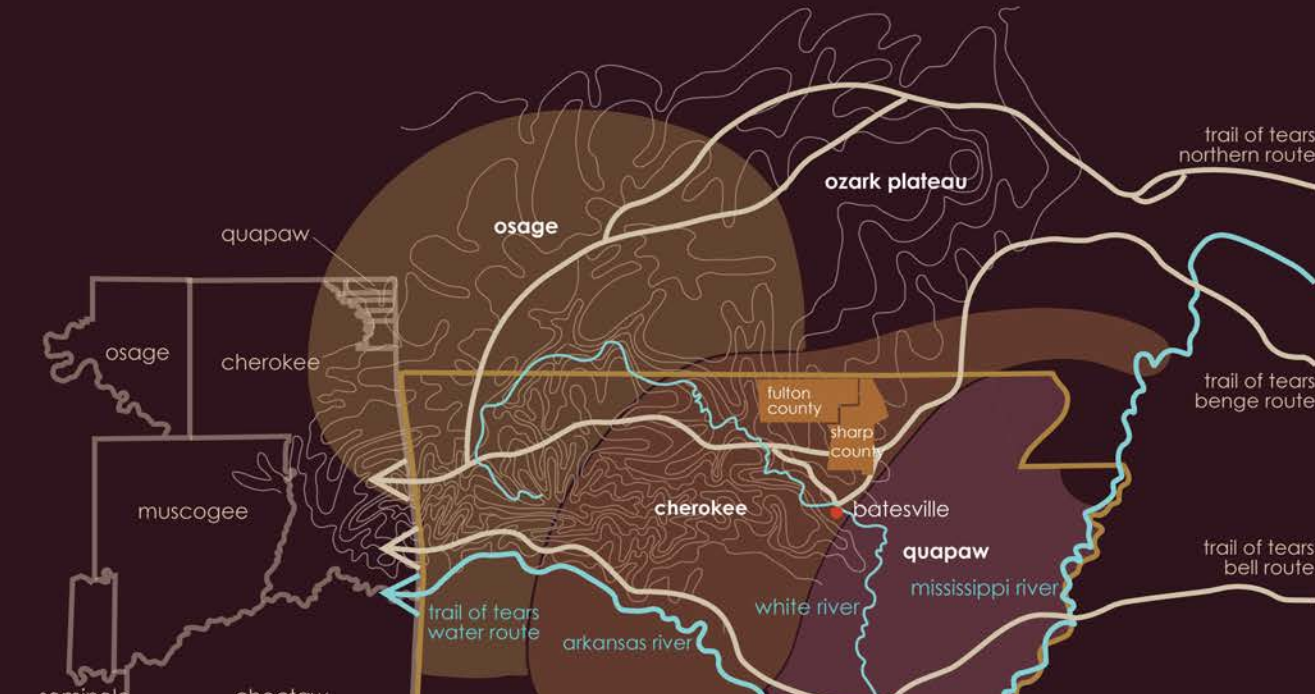 trail of tears
northern route
ozark plateau
osage
quapaw
osage
cherokee
trail of tears
benge route
fulton
county
sharp
county
muscogee
cherokee
batesville
quapaw
trail of tears
bell route
mississippi river
white river
trail of tears
water route
arkansas river
seminole
choctaw